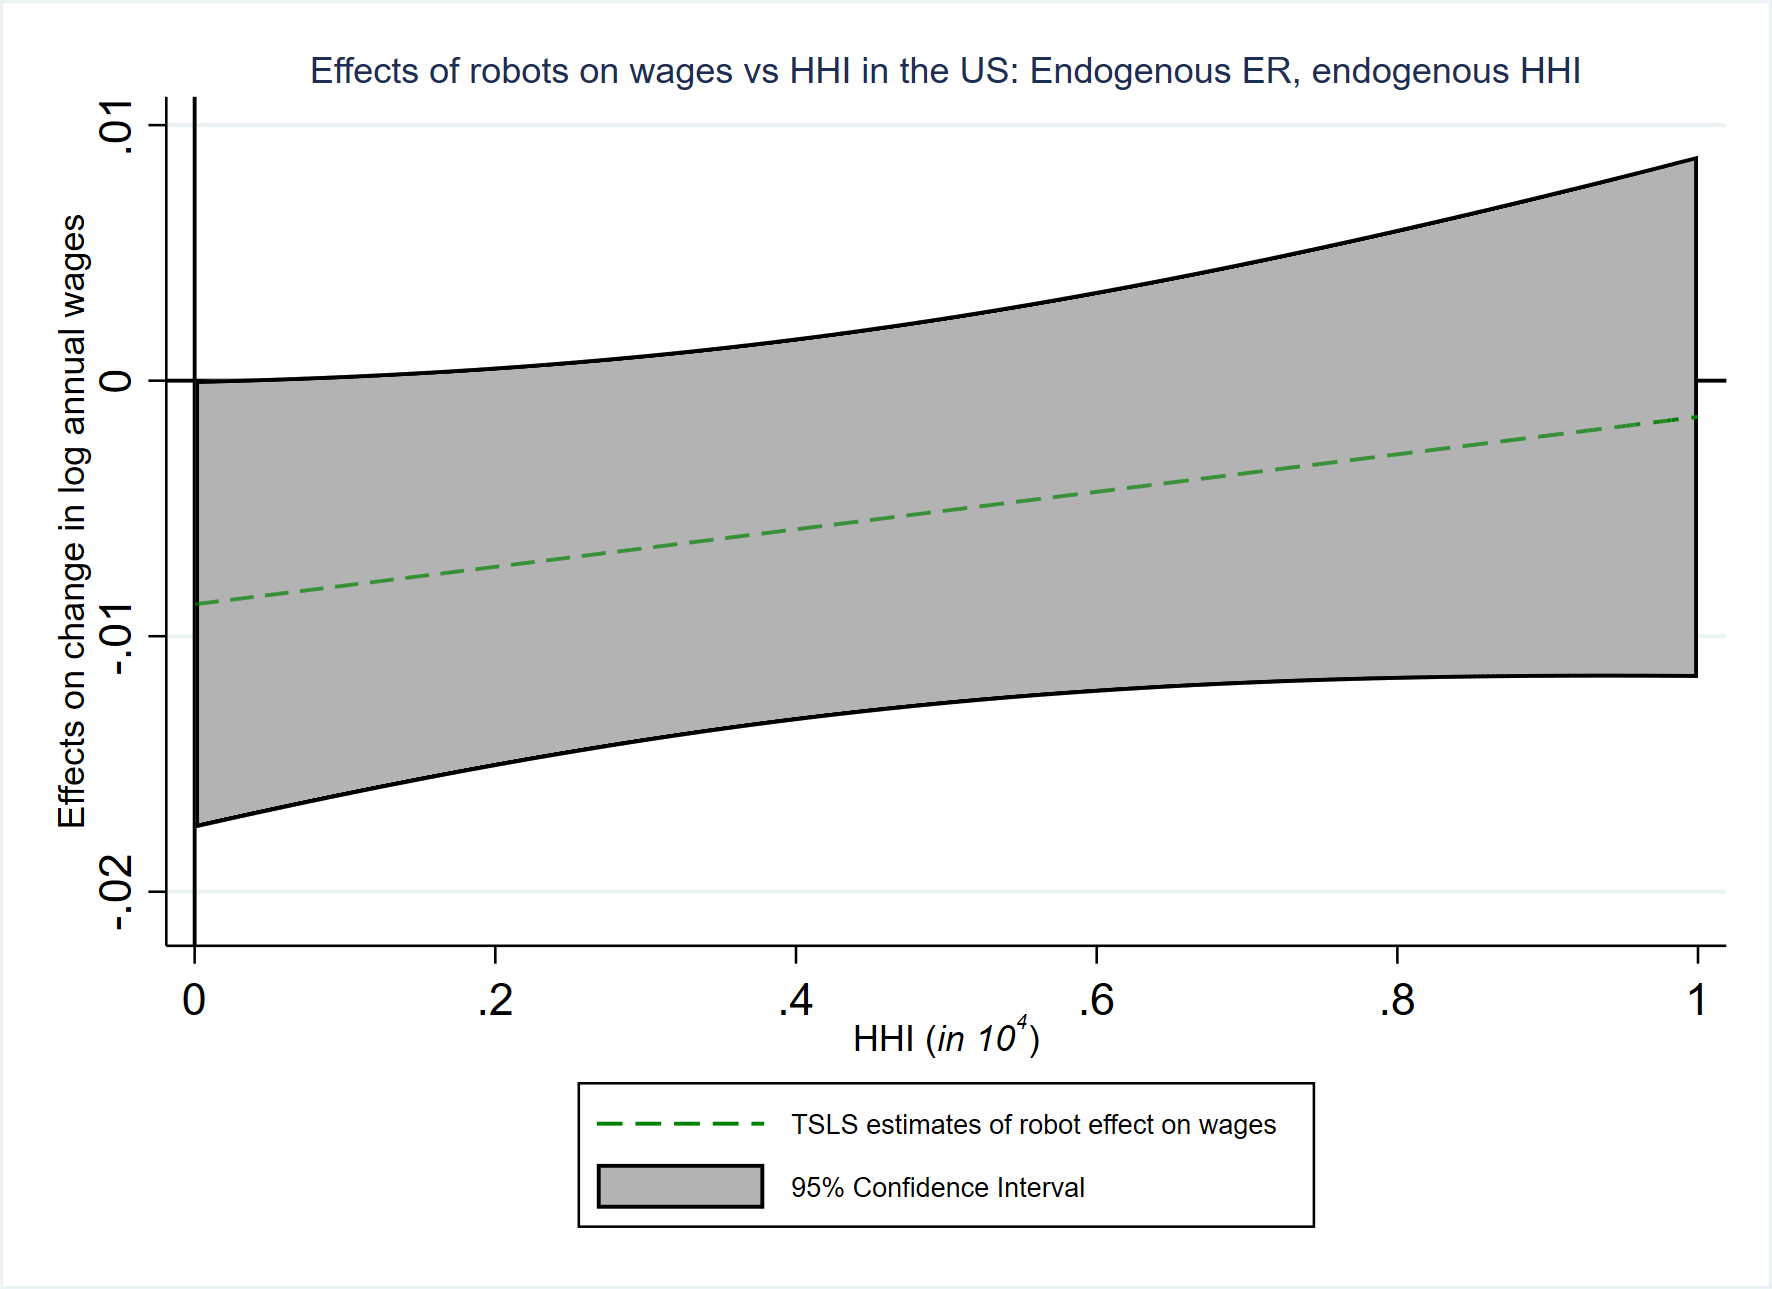 Effects of robots on wages vs HHI in the US: Endogenous ER, endogenous HHI
Effects on change in log annual wages
.01
0
-.01
-.02
0 .2 .4 .6 .8 1
HHI (in 10⁴)
TSLS estimates of robot effect on wages
95% Confidence Interval